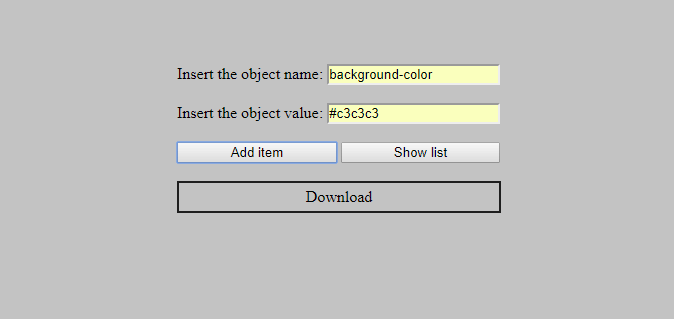 Insert the object name: background-color
Insert the object value: #c3c3c3
Add item Show list
Download